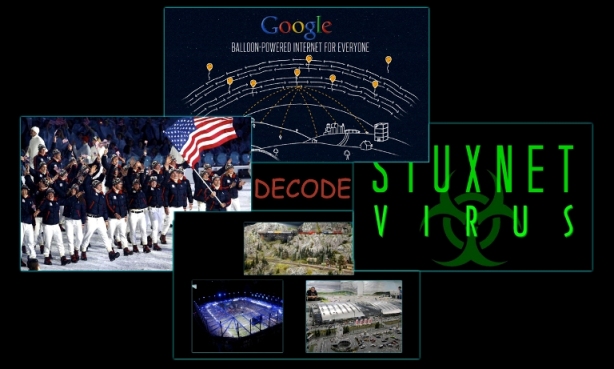 Google
BALLOON-POWERED INTERNET FOR EVERYONE
DECODE
STUXNET
VIRUS